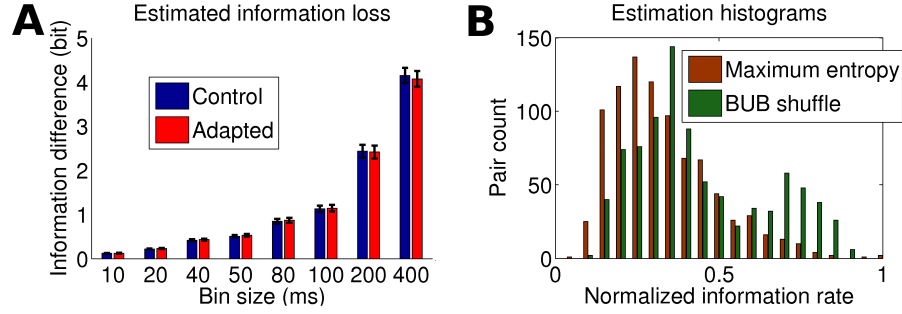 A
Estimated information loss
Information difference (bit)
5
4
3
2
1
0
Control
Adapted
10 20 40 50 80 100 200 400
Bin size (ms)
B
Estimation histograms
Pair count
150
100
50
0
Maximum entropy
BUB shuffle
0 0.5 1
Normalized information rate